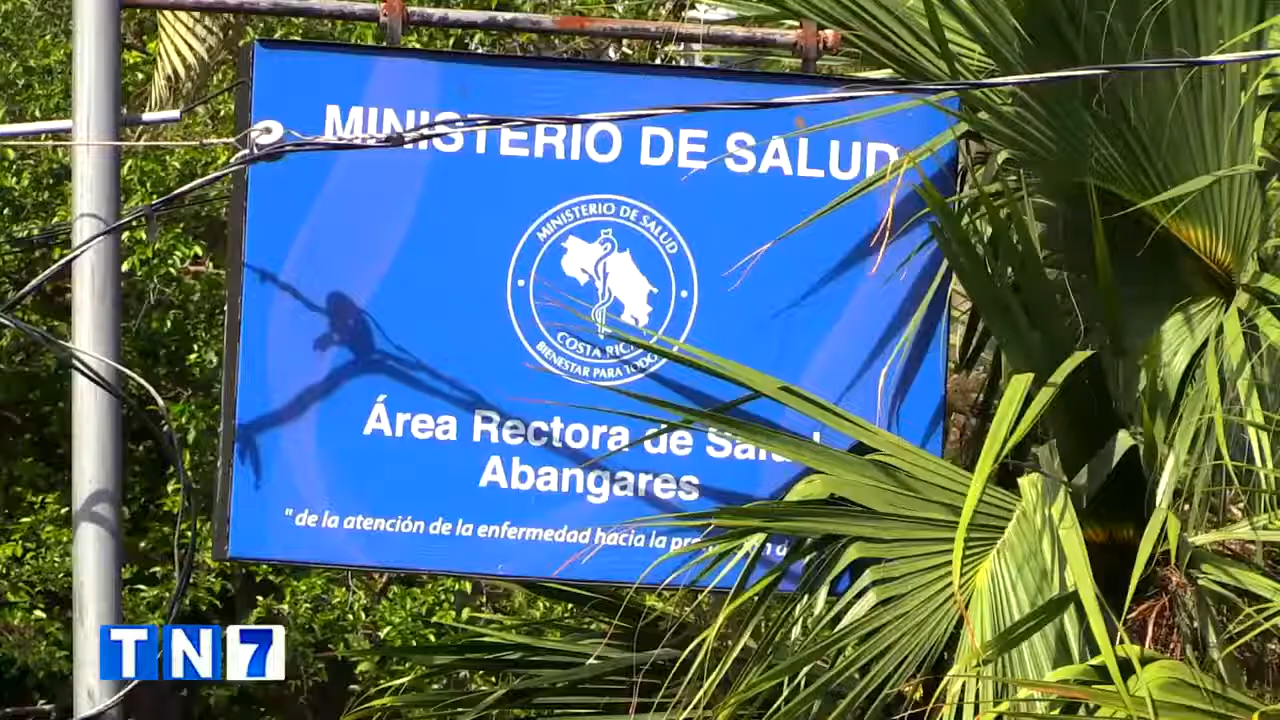 MINISTERIO DE SALUD
MINISTERIO DE SALUD
COSTA RICA
BIENESTAR PARA TODOS
Área Rectora de Salud
Abangares
" de la atención de la enfermedad hacia la
TN7